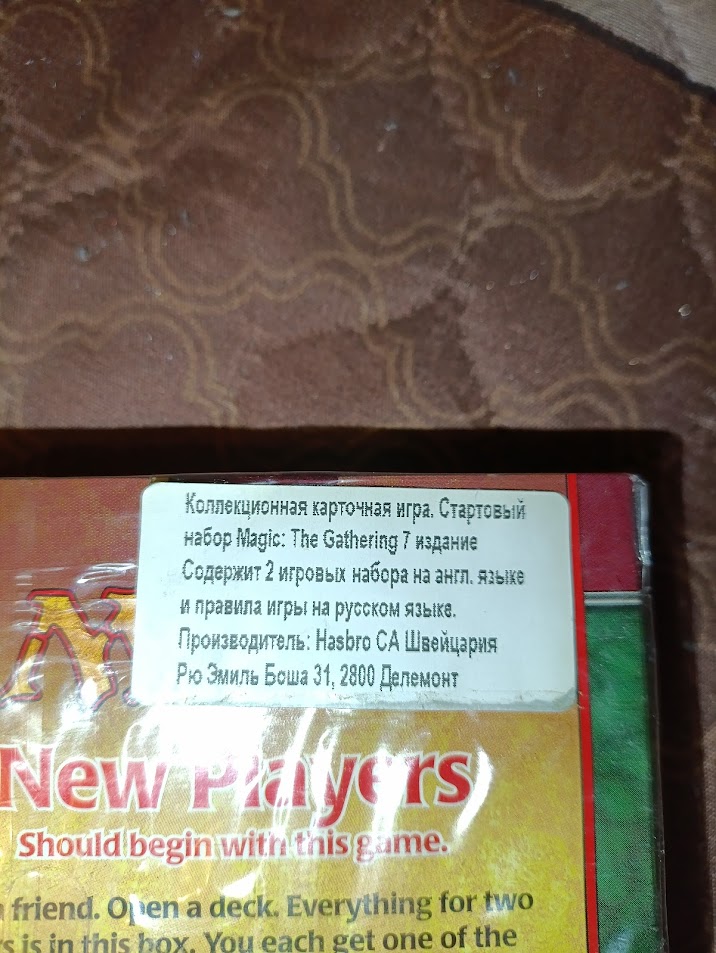 Коллекционная карточная игра. Стартовый
набор Magic: The Gathering 7 издание
Содержит 2 игровых набора на англ. языке
и правила игры на русском языке.
Производитель: Hasbro СА Швейцария
Рю Эмиль Боша 31, 2800 Делемонт
New Players
Should begin with this game.
friend. Open a deck. Everything for two
is in this box. You each get one of the